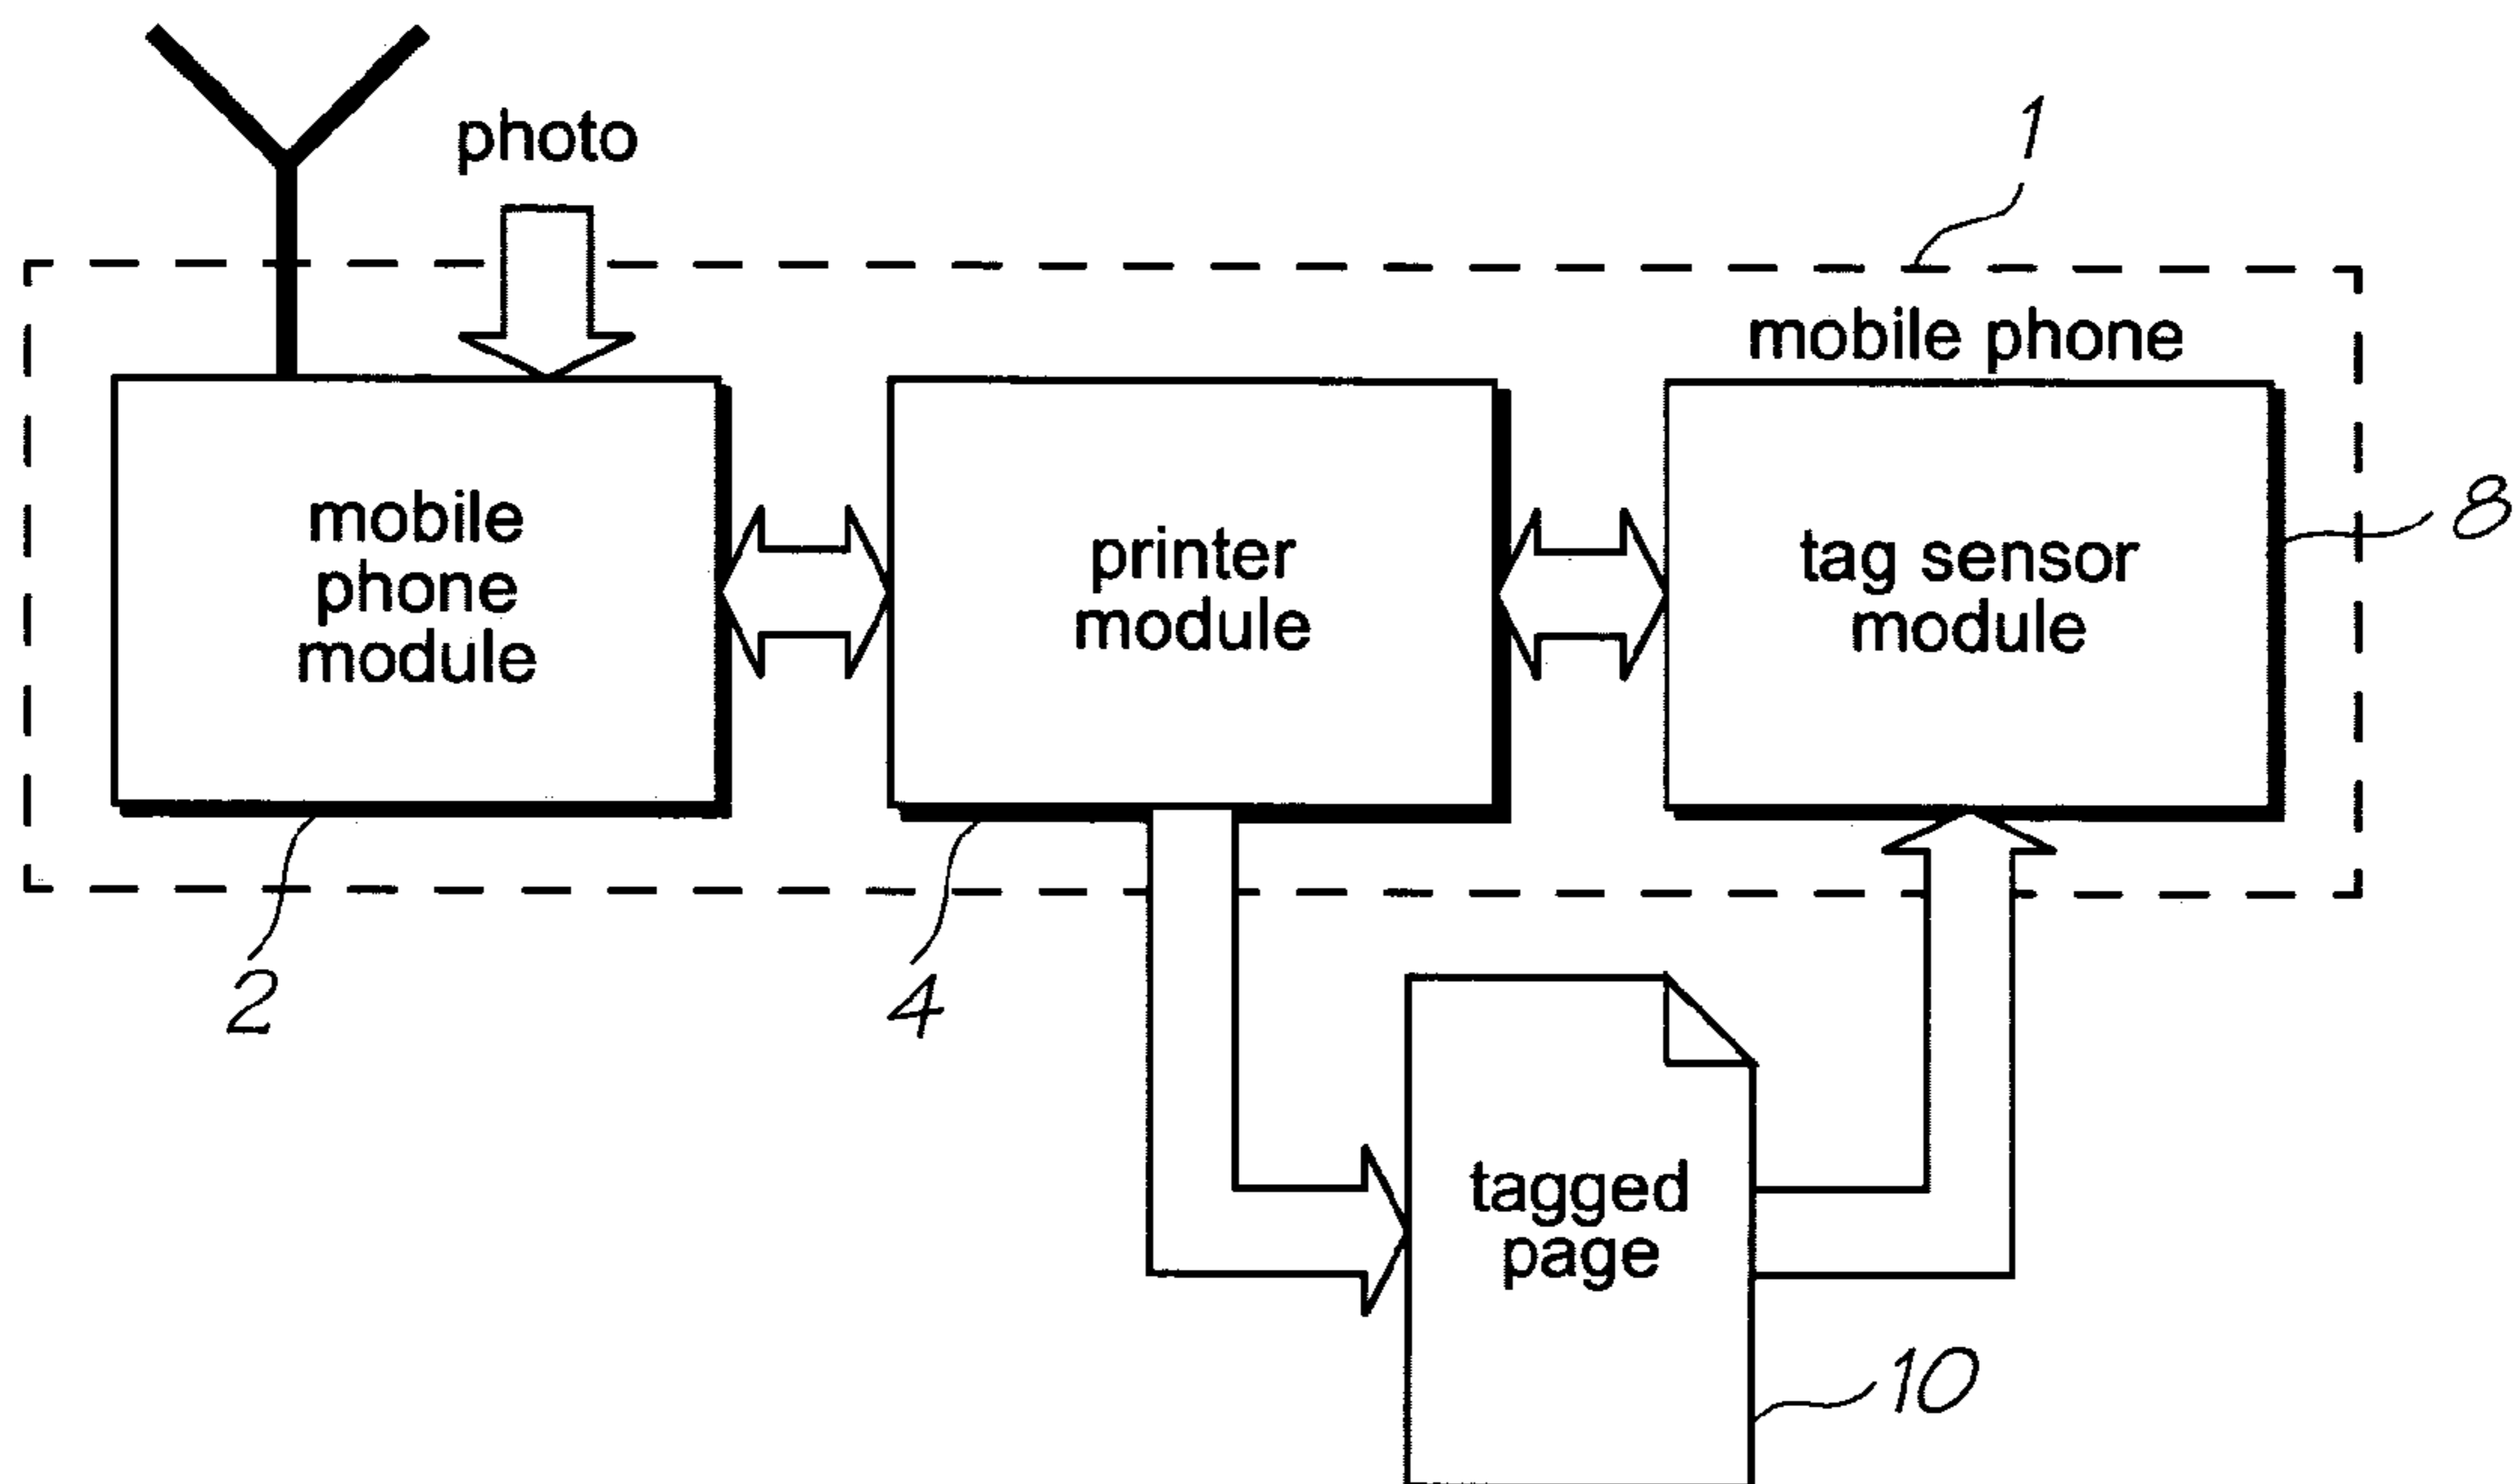 photo
1
mobile phone
mobile
phone
module
printer
module
tag sensor
module
8
2
4
tagged
page
10